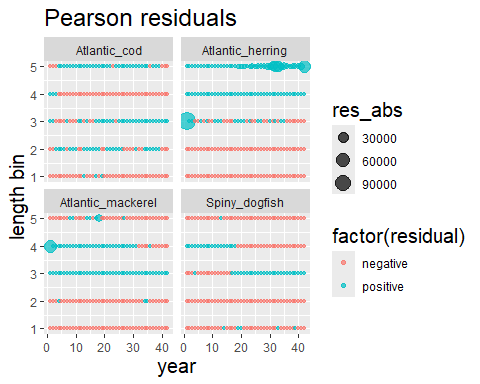 Pearson residuals
Atlantic_cod
Atlantic_herring
5
4
3
2
1
Atlantic_mackerel
Spiny_dogfish
5
4
3
2
1
0 10 20 30 40 0 10 20 30 40
length bin
year
res_abs
30000
60000
90000
factor(residual)
negative
positive